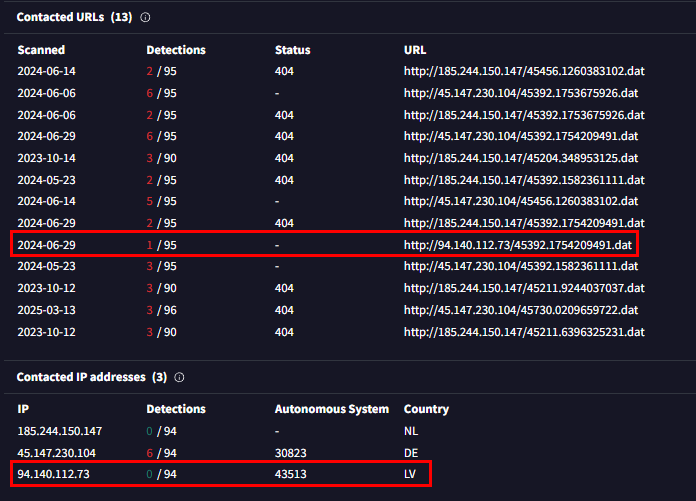 Contacted URLs (13)
Scanned Detections Status URL
2024-06-14 2 / 95 404 http://185.244.150.147/45456.1260383102.dat
2024-06-06 6 / 95 - http://45.147.230.104/45392.1753675926.dat
2024-06-06 2 / 95 404 http://185.244.150.147/45392.1753675926.dat
2024-06-29 6 / 95 404 http://45.147.230.104/45392.1754209491.dat
2023-10-14 3 / 90 404 http://185.244.150.147/45204.348953125.dat
2024-05-23 2 / 95 404 http://185.244.150.147/45392.1582361111.dat
2024-06-14 5 / 95 - http://45.147.230.104/45456.1260383102.dat
2024-06-29 2 / 95 404 http://185.244.150.147/45392.1754209491.dat
2024-06-29 1 / 95 - http://94.140.112.73/45392.1754209491.dat
2024-05-23 3 / 95 - http://45.147.230.104/45392.1582361111.dat
2023-10-12 3 / 90 404 http://185.244.150.147/45211.9244037037.dat
2025-03-13 3 / 96 404 http://45.147.230.104/45730.0209659722.dat
2023-10-12 3 / 90 404 http://185.244.150.147/45211.6396325231.dat
Contacted IP addresses (3)
IP Detections Autonomous System Country
185.244.150.147 0 / 94 - NL
45.147.230.104 6 / 94 30823 DE
94.140.112.73 0 / 94 43513 LV